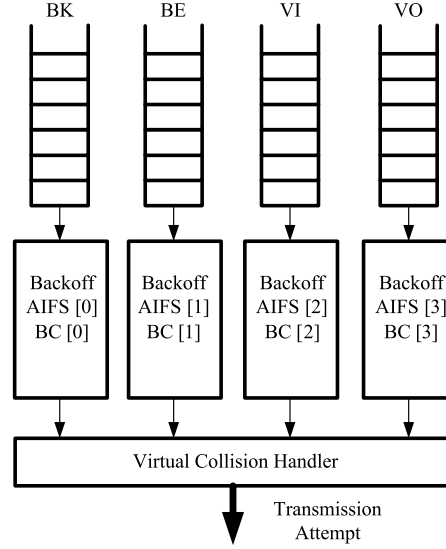 BK BE VI VO
Backoff Backoff Backoff Backoff
AIFS [0] AIFS [1] AIFS [2] AIFS [3]
BC [0] BC [1] BC [2] BC [3]
Virtual Collision Handler
Transmission
Attempt